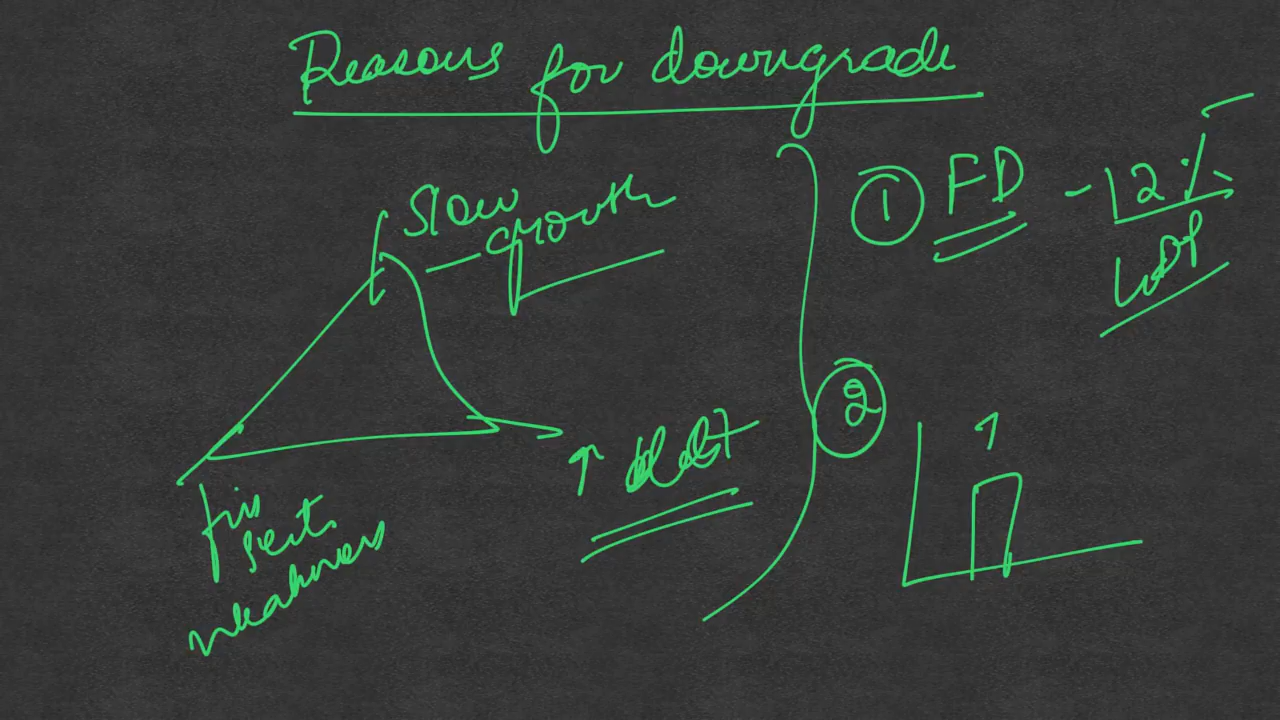 Reasons for downgrade
Slow
growth
↑ debt
fin
sect.
weakness
① FD - 12%
GDP
②
↑